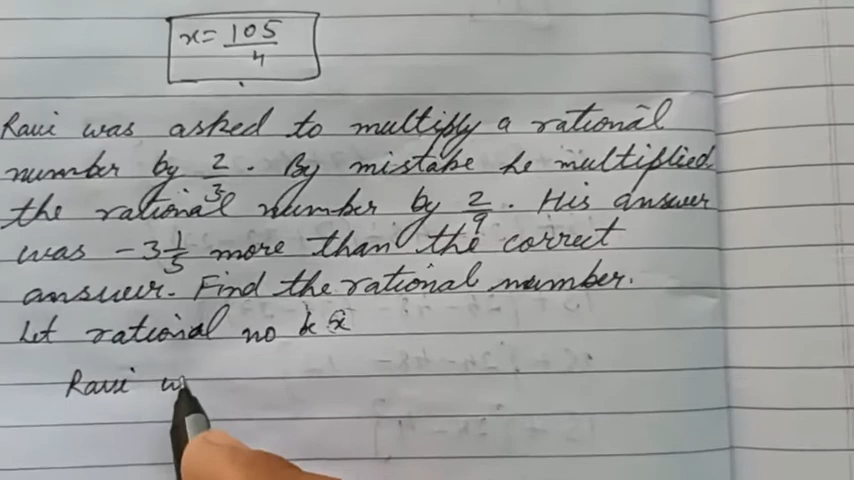 x = 105/4
Ravi was asked to multiply a rational
number by 2/3. By mistake he multiplied
the rational number by 2/9. His answer
was -3 1/5 more than the correct
answer. Find the rational number.
Let rational no be x
Ravi w